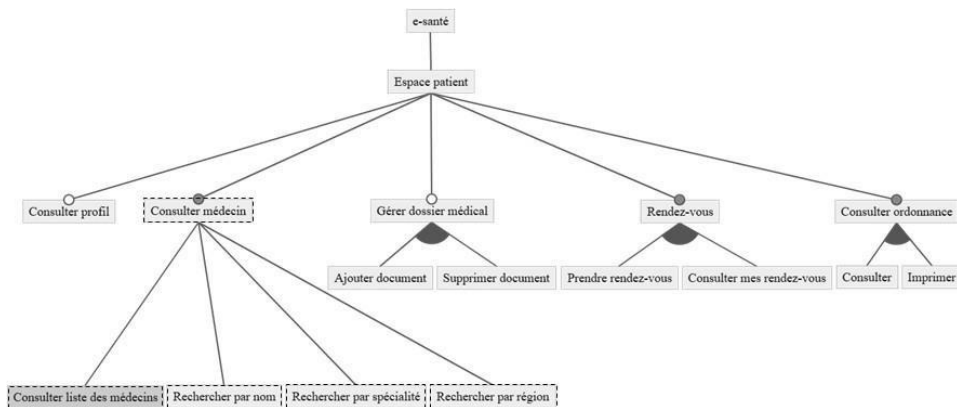 e-santé
Espace patient
Consulter profil
Consulter médecin
Gérer dossier médical
Rendez-vous
Consulter ordonnance
Ajouter document
Supprimer document
Prendre rendez-vous
Consulter mes rendez-vous
Consulter
Imprimer
Consulter liste des médecins
Rechercher par nom
Rechercher par spécialité
Rechercher par région